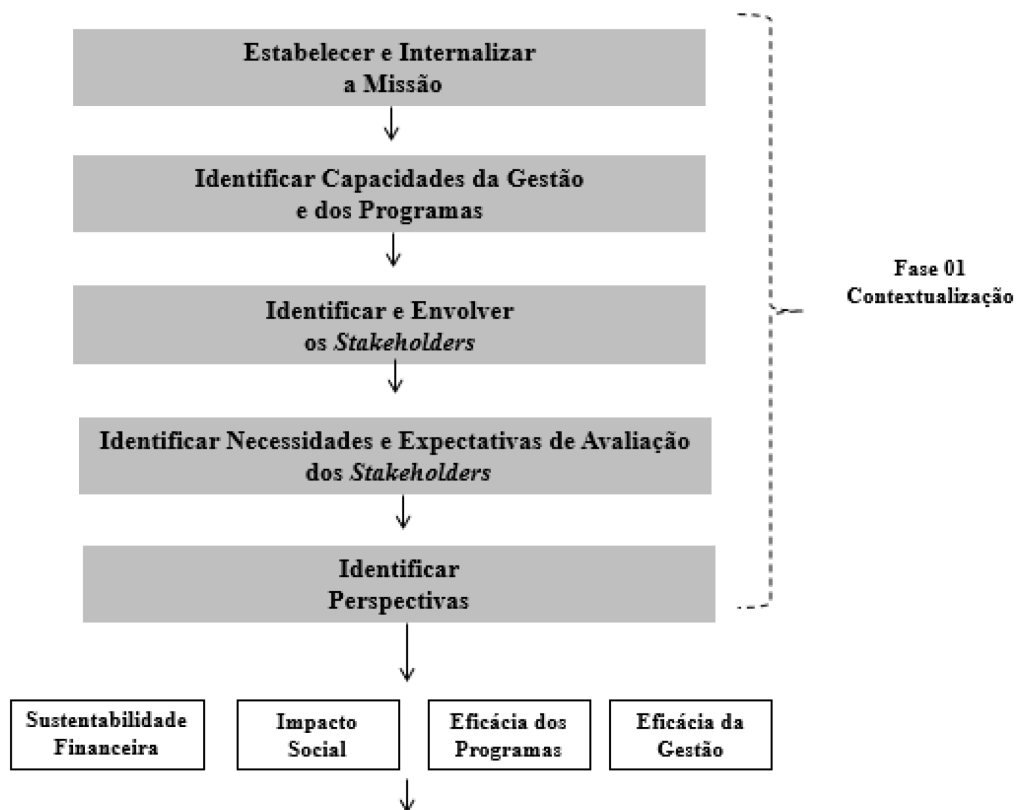 Estabelecer e Internalizar
a Missão
Identificar Capacidades da Gestão
e dos Programas
Identificar e Envolver
os Stakeholders
Identificar Necessidades e Expectativas de Avaliação
dos Stakeholders
Identificar
Perspectivas
Fase 01
Contextualização
Sustentabilidade
Financeira
Impacto
Social
Eficácia dos
Programas
Eficácia da
Gestão